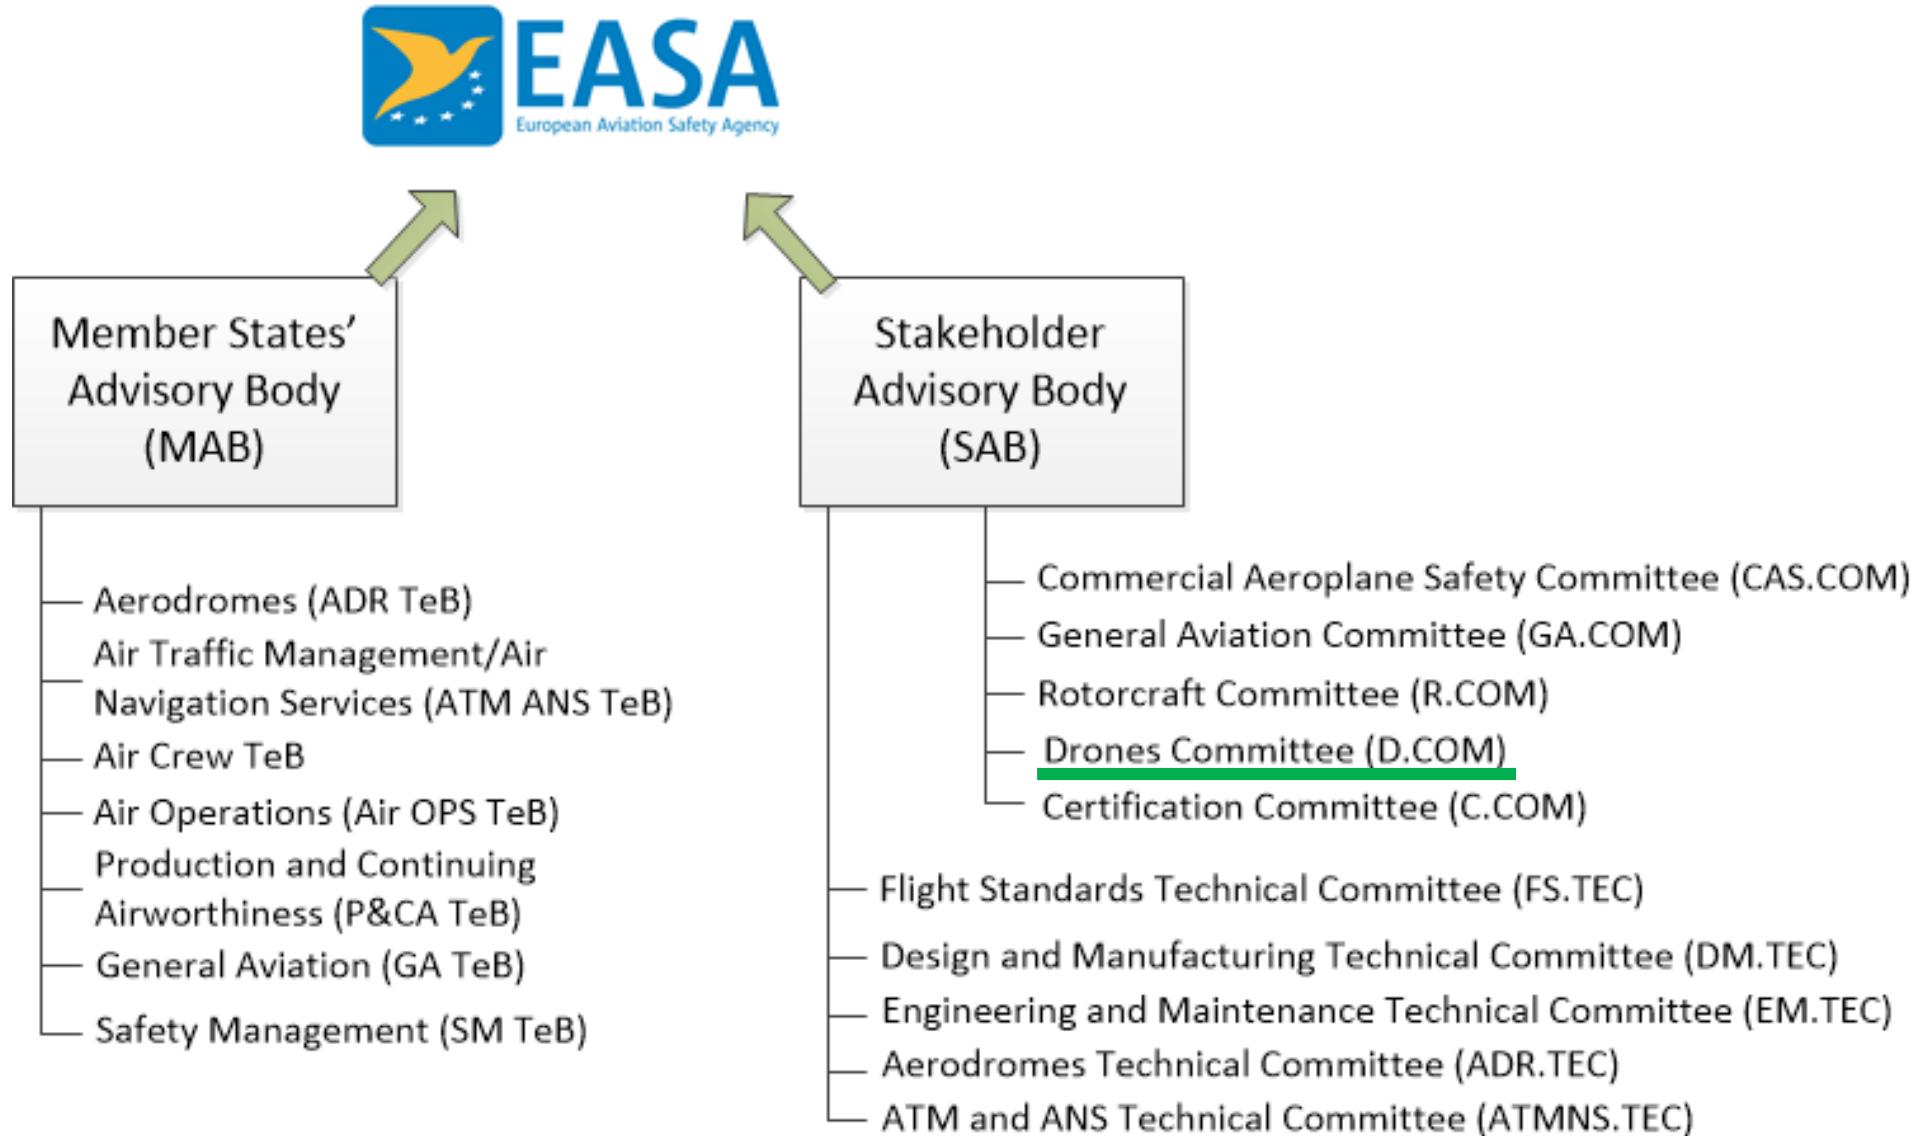 EASA
European Aviation Safety Agency
Member States’
Advisory Body
(MAB)
Aerodromes (ADR TeB)
Air Traffic Management/Air
Navigation Services (ATM ANS TeB)
Air Crew TeB
Air Operations (Air OPS TeB)
Production and Continuing
Airworthiness (P&CA TeB)
General Aviation (GA TeB)
Safety Management (SM TeB)
Stakeholder
Advisory Body
(SAB)
Commercial Aeroplane Safety Committee (CAS.COM)
General Aviation Committee (GA.COM)
Rotorcraft Committee (R.COM)
Drones Committee (D.COM)
Certification Committee (C.COM)
Flight Standards Technical Committee (FS.TEC)
Design and Manufacturing Technical Committee (DM.TEC)
Engineering and Maintenance Technical Committee (EM.TEC)
Aerodromes Technical Committee (ADR.TEC)
ATM and ANS Technical Committee (ATMNS.TEC)